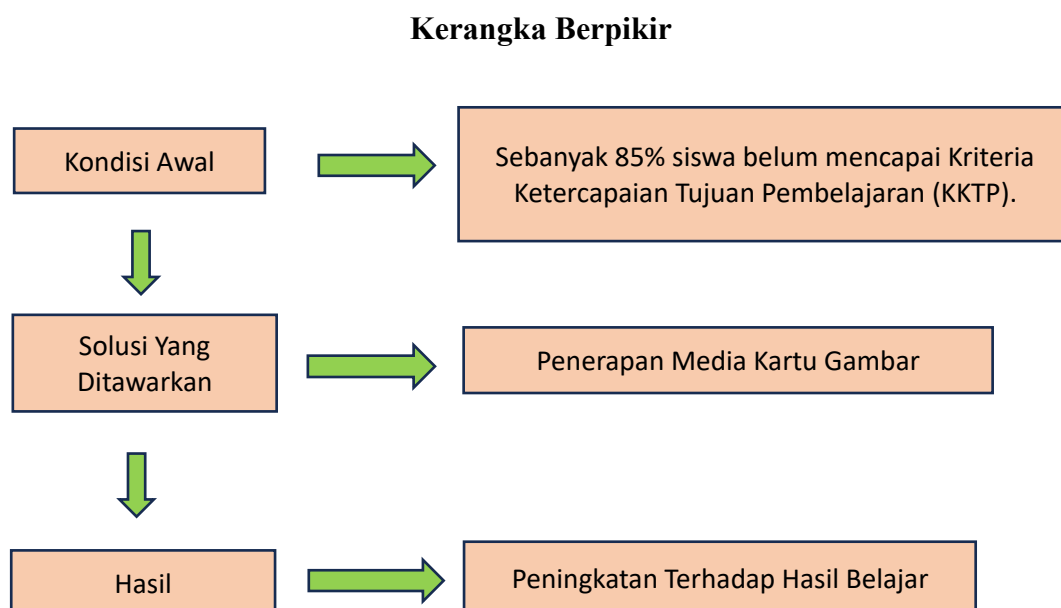 Kerangka Berpikir
Kondisi Awal
Sebanyak 85% siswa belum mencapai Kriteria
Ketercapaian Tujuan Pembelajaran (KKTP).
Solusi Yang
Ditawarkan
Penerapan Media Kartu Gambar
Hasil
Peningkatan Terhadap Hasil Belajar